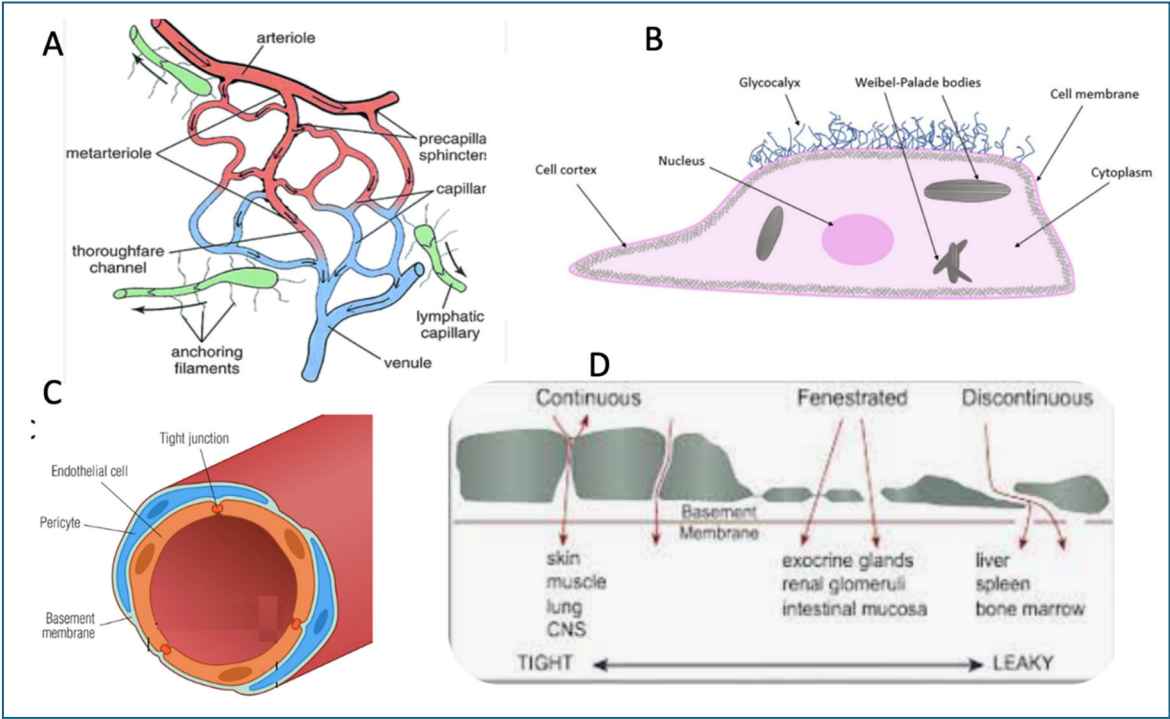 A
arteriole
metarteriole
precapilla
sphincters
capillar
thoroughfare
channel
lymphatic
capillary
anchoring
filaments
venule
B
Glycocalyx
Weibel-Palade bodies
Cell membrane
Nucleus
Cell cortex
Cytoplasm
C
Tight junction
Endothelial cell
Pericyte
Basement
membrane
D
Continuous Fenestrated Discontinuous
Basement
Membrane
skin
muscle
lung
CNS
exocrine glands
renal glomeruli
intestinal mucosa
liver
spleen
bone marrow
TIGHT LEAKY